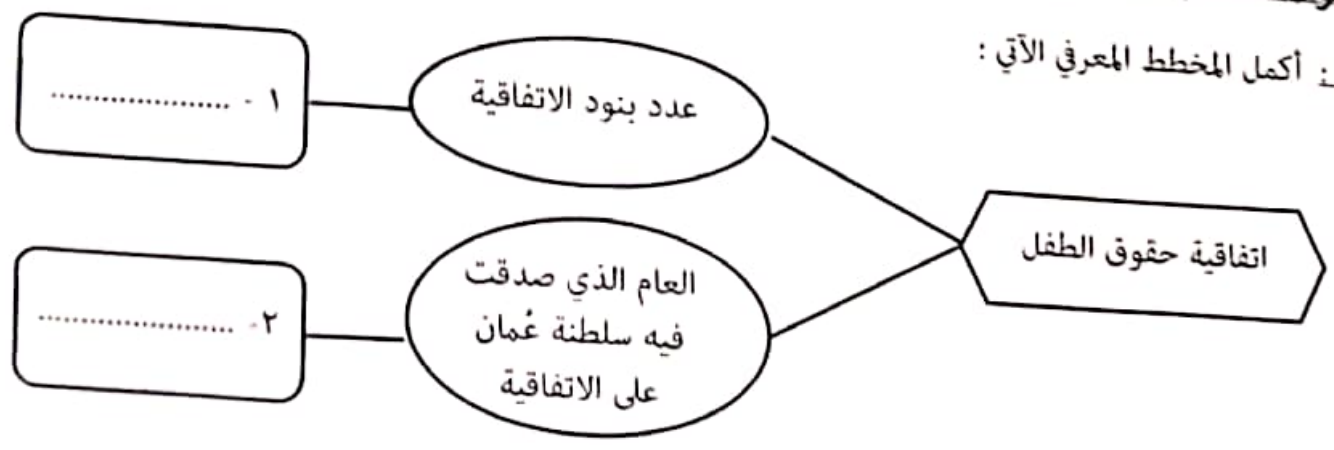 أكمل المخطط المعرفي الآتي :
اتفاقية حقوق الطفل
عدد بنود الاتفاقية
١ - ......................
العام الذي صدقت
فيه سلطنة عُمان
على الاتفاقية
٢- ........................